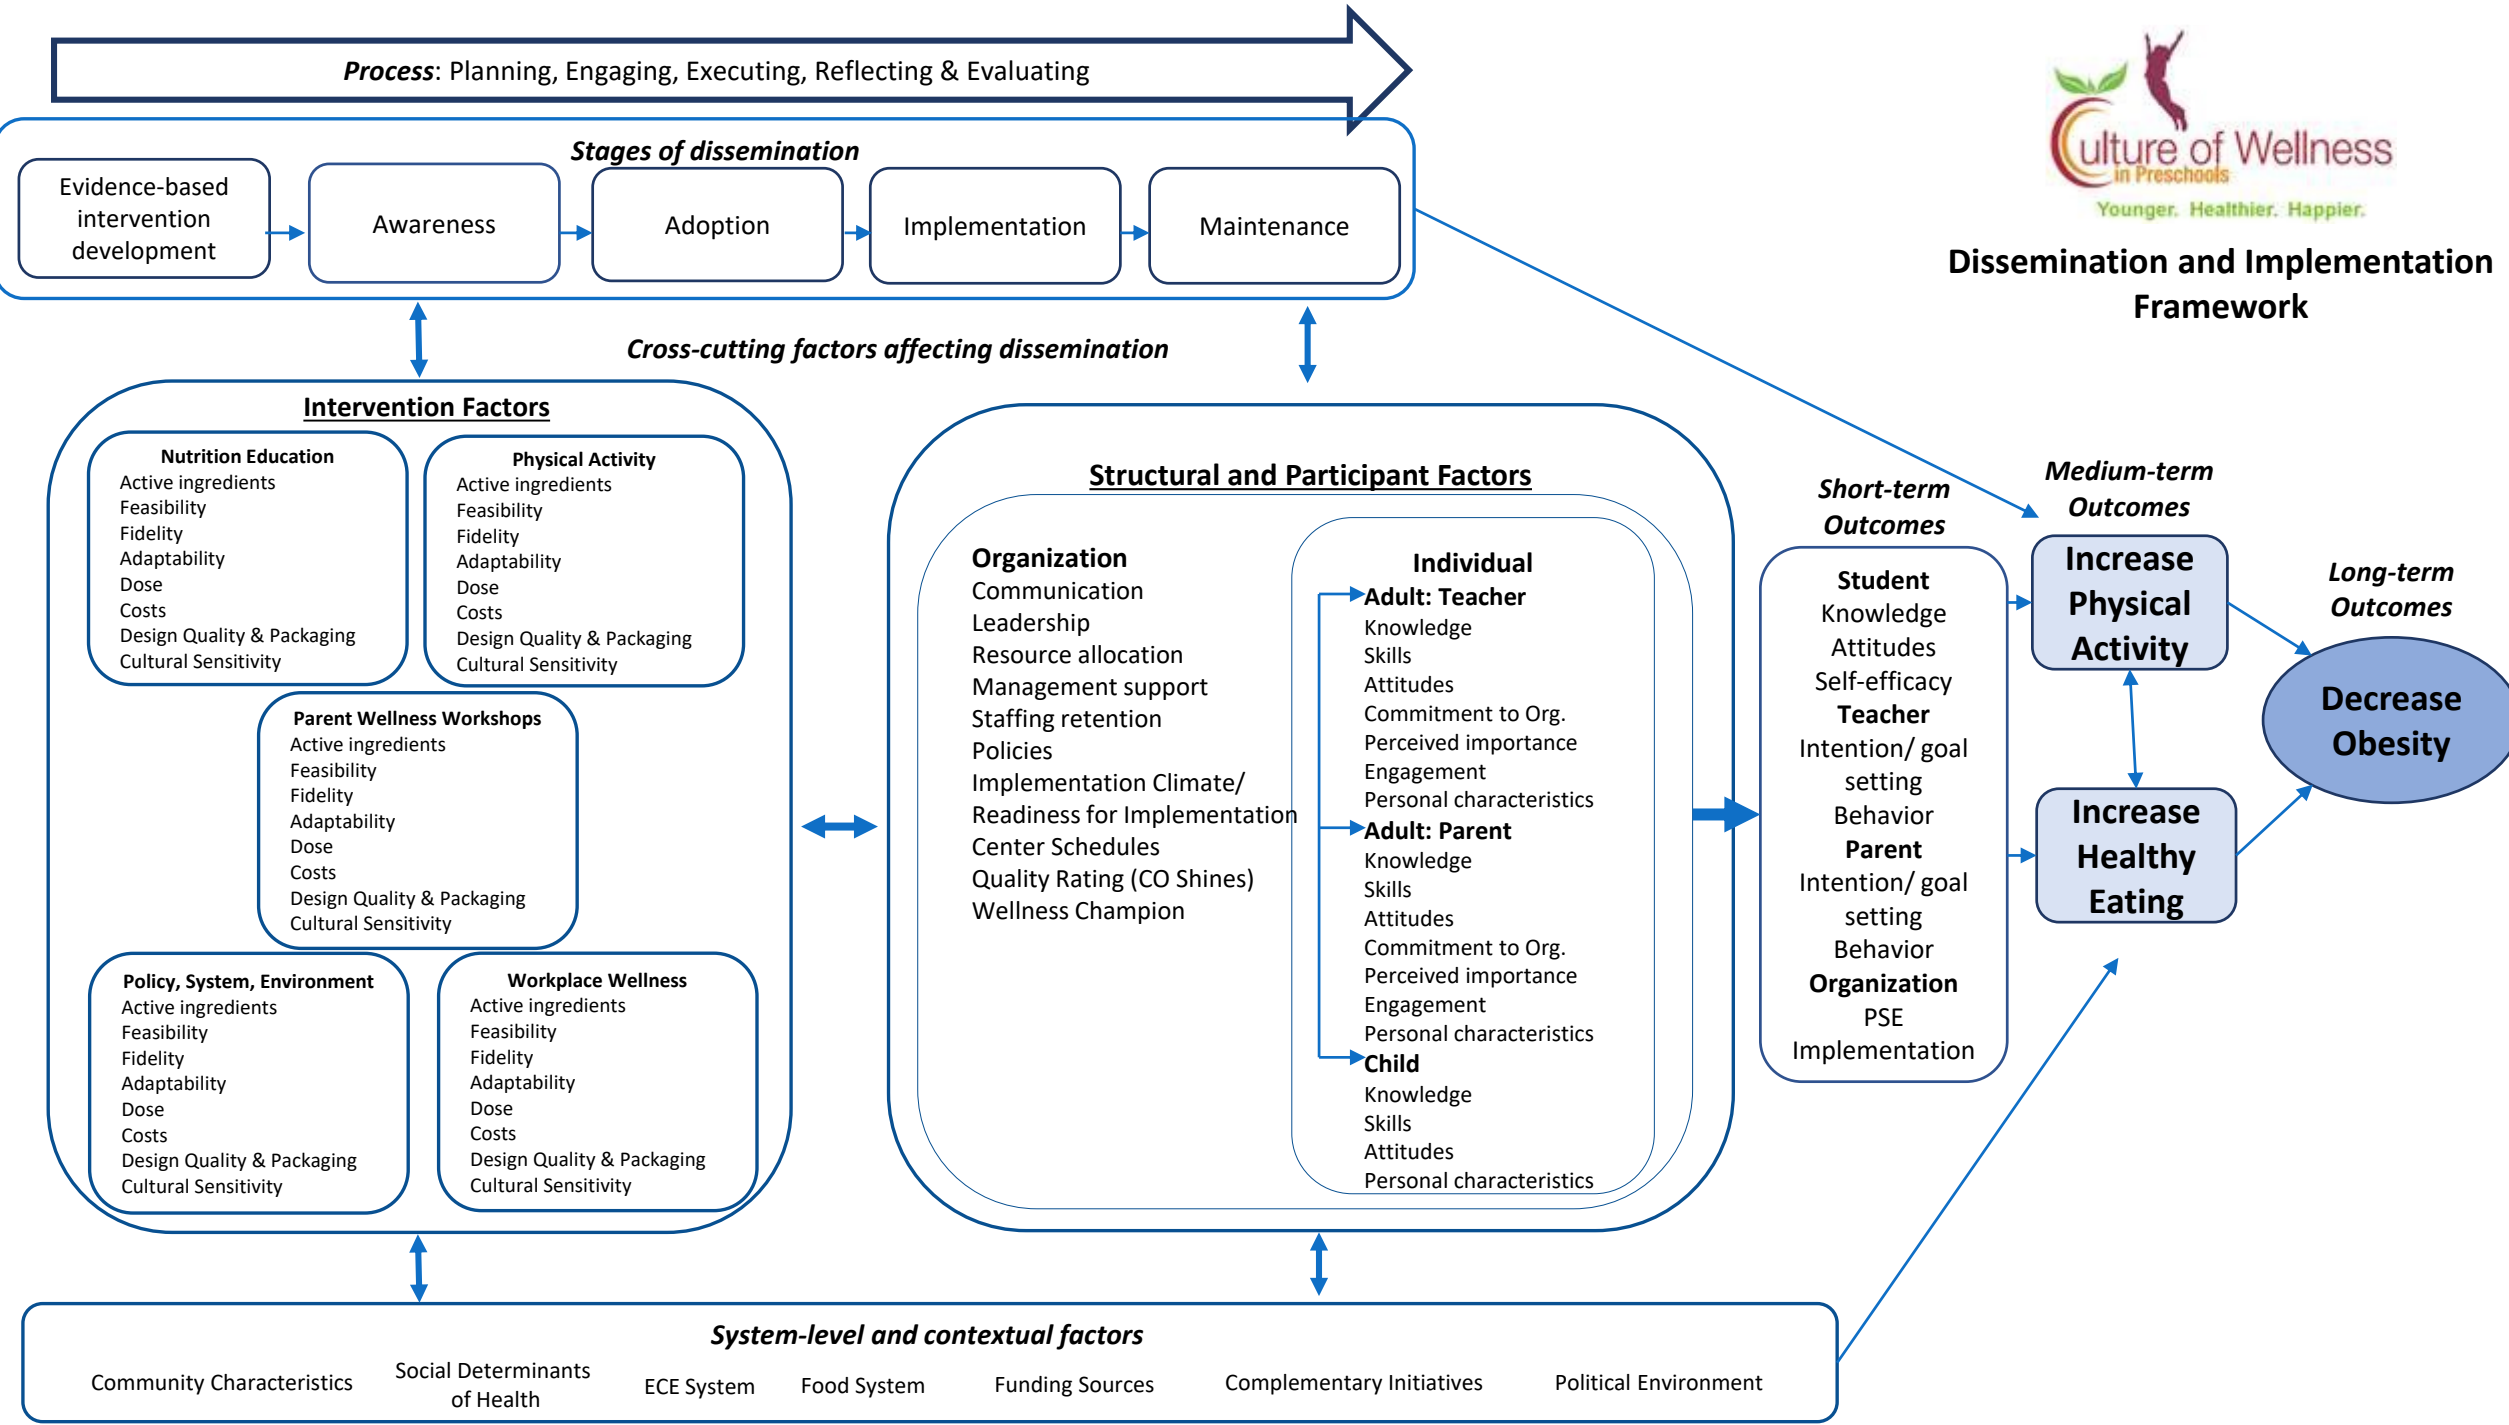 Process: Planning, Engaging, Executing, Reflecting & Evaluating
Stages of dissemination
Evidence-based
intervention
development
Awareness
Adoption
Implementation
Maintenance
Culture of Wellness
in Preschools
Younger. Healthier. Happier.
Dissemination and Implementation
Framework
Cross-cutting factors affecting dissemination
Intervention Factors
Nutrition Education
Active ingredients
Feasibility
Fidelity
Adaptability
Dose
Costs
Design Quality & Packaging
Cultural Sensitivity
Physical Activity
Active ingredients
Feasibility
Fidelity
Adaptability
Dose
Costs
Design Quality & Packaging
Cultural Sensitivity
Parent Wellness Workshops
Active ingredients
Feasibility
Fidelity
Adaptability
Dose
Costs
Design Quality & Packaging
Cultural Sensitivity
Policy, System, Environment
Active ingredients
Feasibility
Fidelity
Adaptability
Dose
Costs
Design Quality & Packaging
Cultural Sensitivity
Workplace Wellness
Active ingredients
Feasibility
Fidelity
Adaptability
Dose
Costs
Design Quality & Packaging
Cultural Sensitivity
Structural and Participant Factors
Organization
Communication
Leadership
Resource allocation
Management support
Staffing retention
Policies
Implementation Climate/
Readiness for Implementation
Center Schedules
Quality Rating (CO Shines)
Wellness Champion
Individual
Adult: Teacher
Knowledge
Skills
Attitudes
Commitment to Org.
Perceived importance
Engagement
Personal characteristics
Adult: Parent
Knowledge
Skills
Attitudes
Commitment to Org.
Perceived importance
Engagement
Personal characteristics
Child
Knowledge
Skills
Attitudes
Personal characteristics
Short-term
Outcomes
Student
Knowledge
Attitudes
Self-efficacy
Teacher
Intention/ goal
setting
Behavior
Parent
Intention/ goal
setting
Behavior
Organization
PSE
Implementation
Medium-term
Outcomes
Increase
Physical
Activity
Increase
Healthy
Eating
Long-term
Outcomes
Decrease
Obesity
System-level and contextual factors
Community Characteristics
Social Determinants
of Health
ECE System
Food System
Funding Sources
Complementary Initiatives
Political Environment